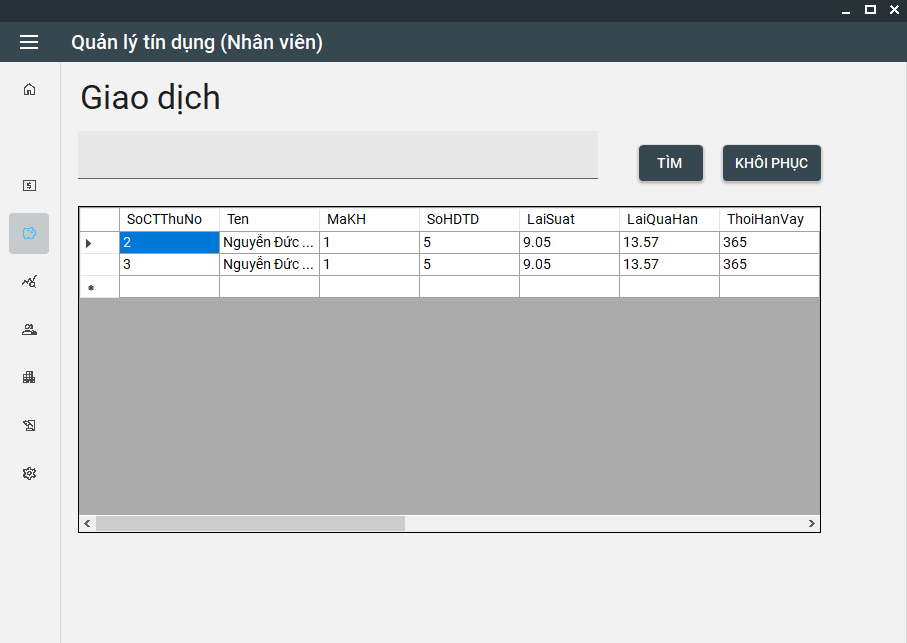 Quản lý tín dụng (Nhân viên)
Giao dịch
TÌM KHÔI PHỤC
SoCTThuNo Ten MaKH SoHDTD LaiSuat LaiQuaHan ThoiHanVay
2 Nguyễn Đức ... 1 5 9.05 13.57 365
3 Nguyễn Đức ... 1 5 9.05 13.57 365